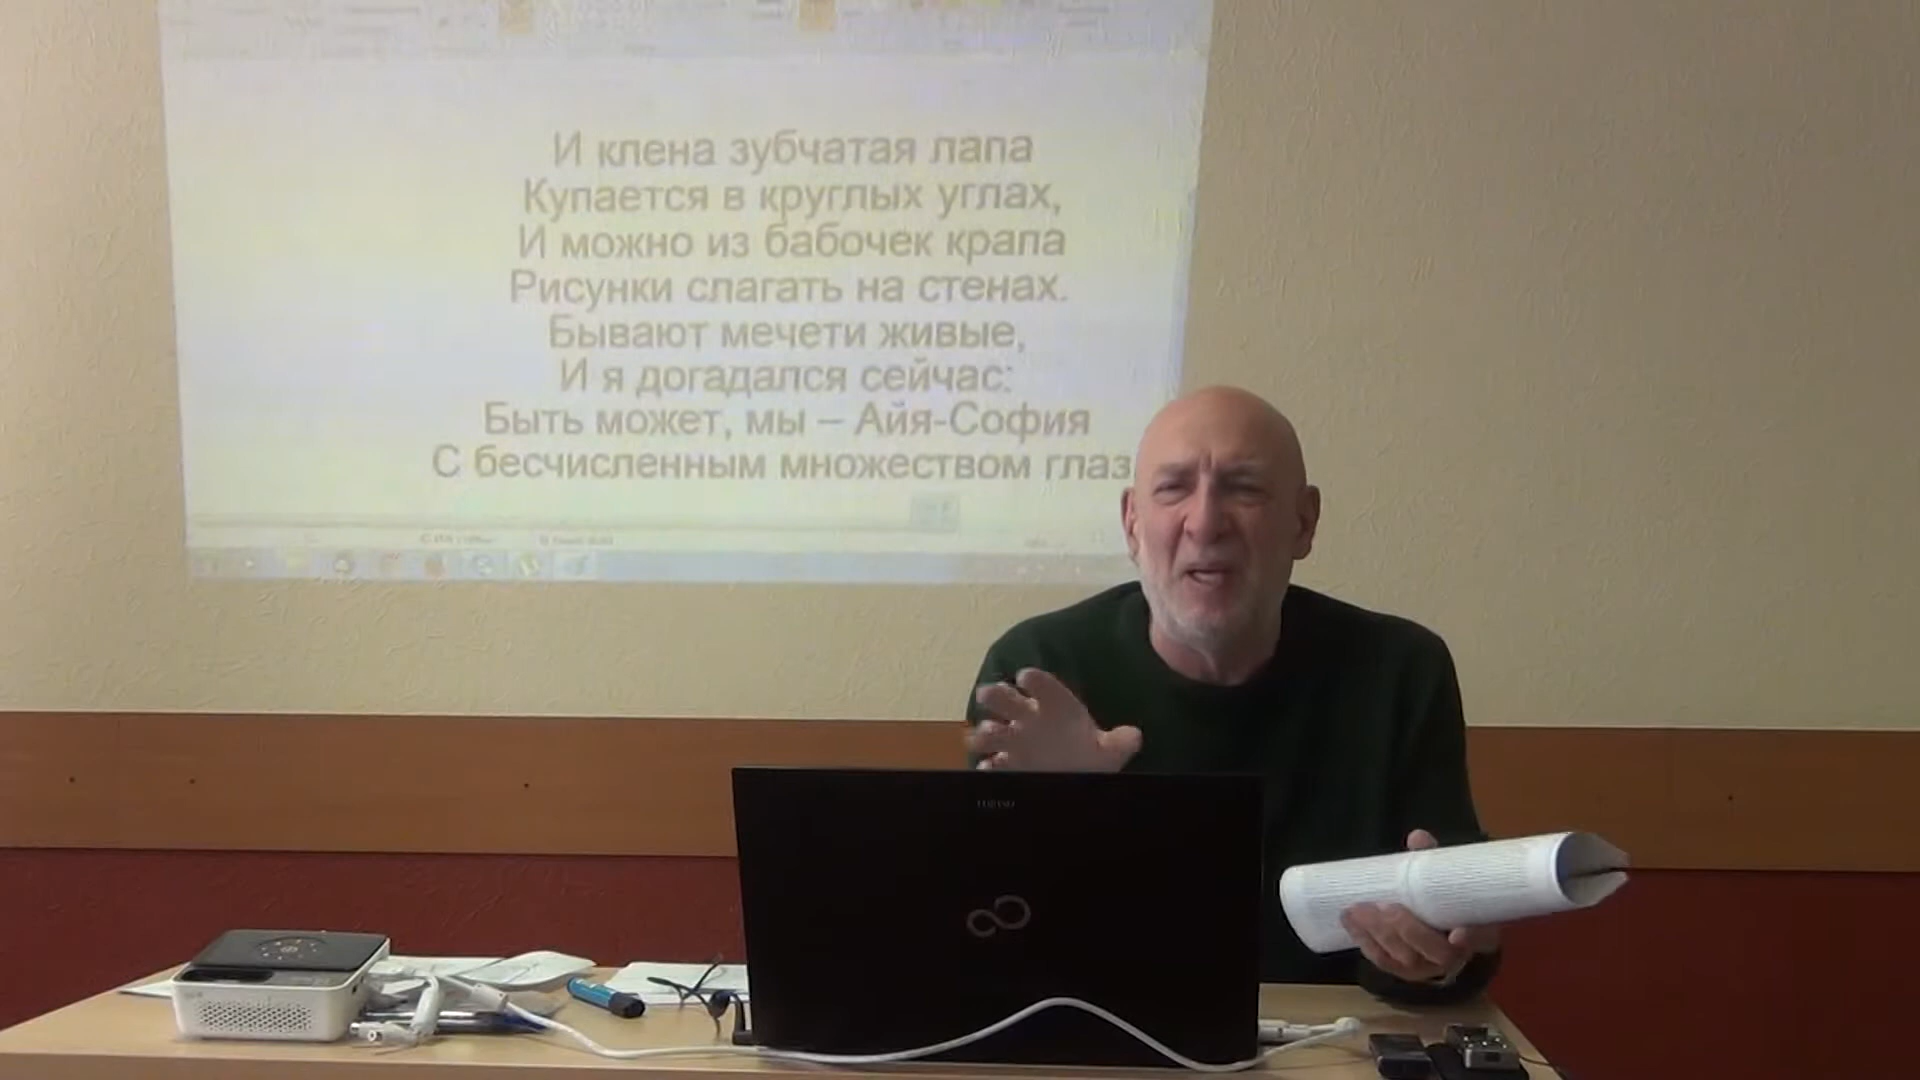 И клена зубчатая лапа
Купается в круглых углах,
И можно из бабочек крапа
Рисунки слагать на стенах.
Бывают мечети живые,
И я догадался сейчас:
Быть может, мы – Айя-София
С бесчисленным множеством глаз